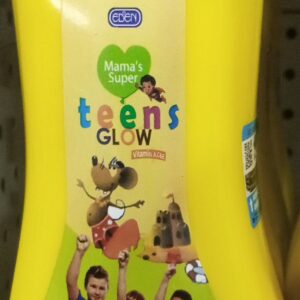 EDEN
Mama's
Super
teens
GLOW
Vitamin A,C&E